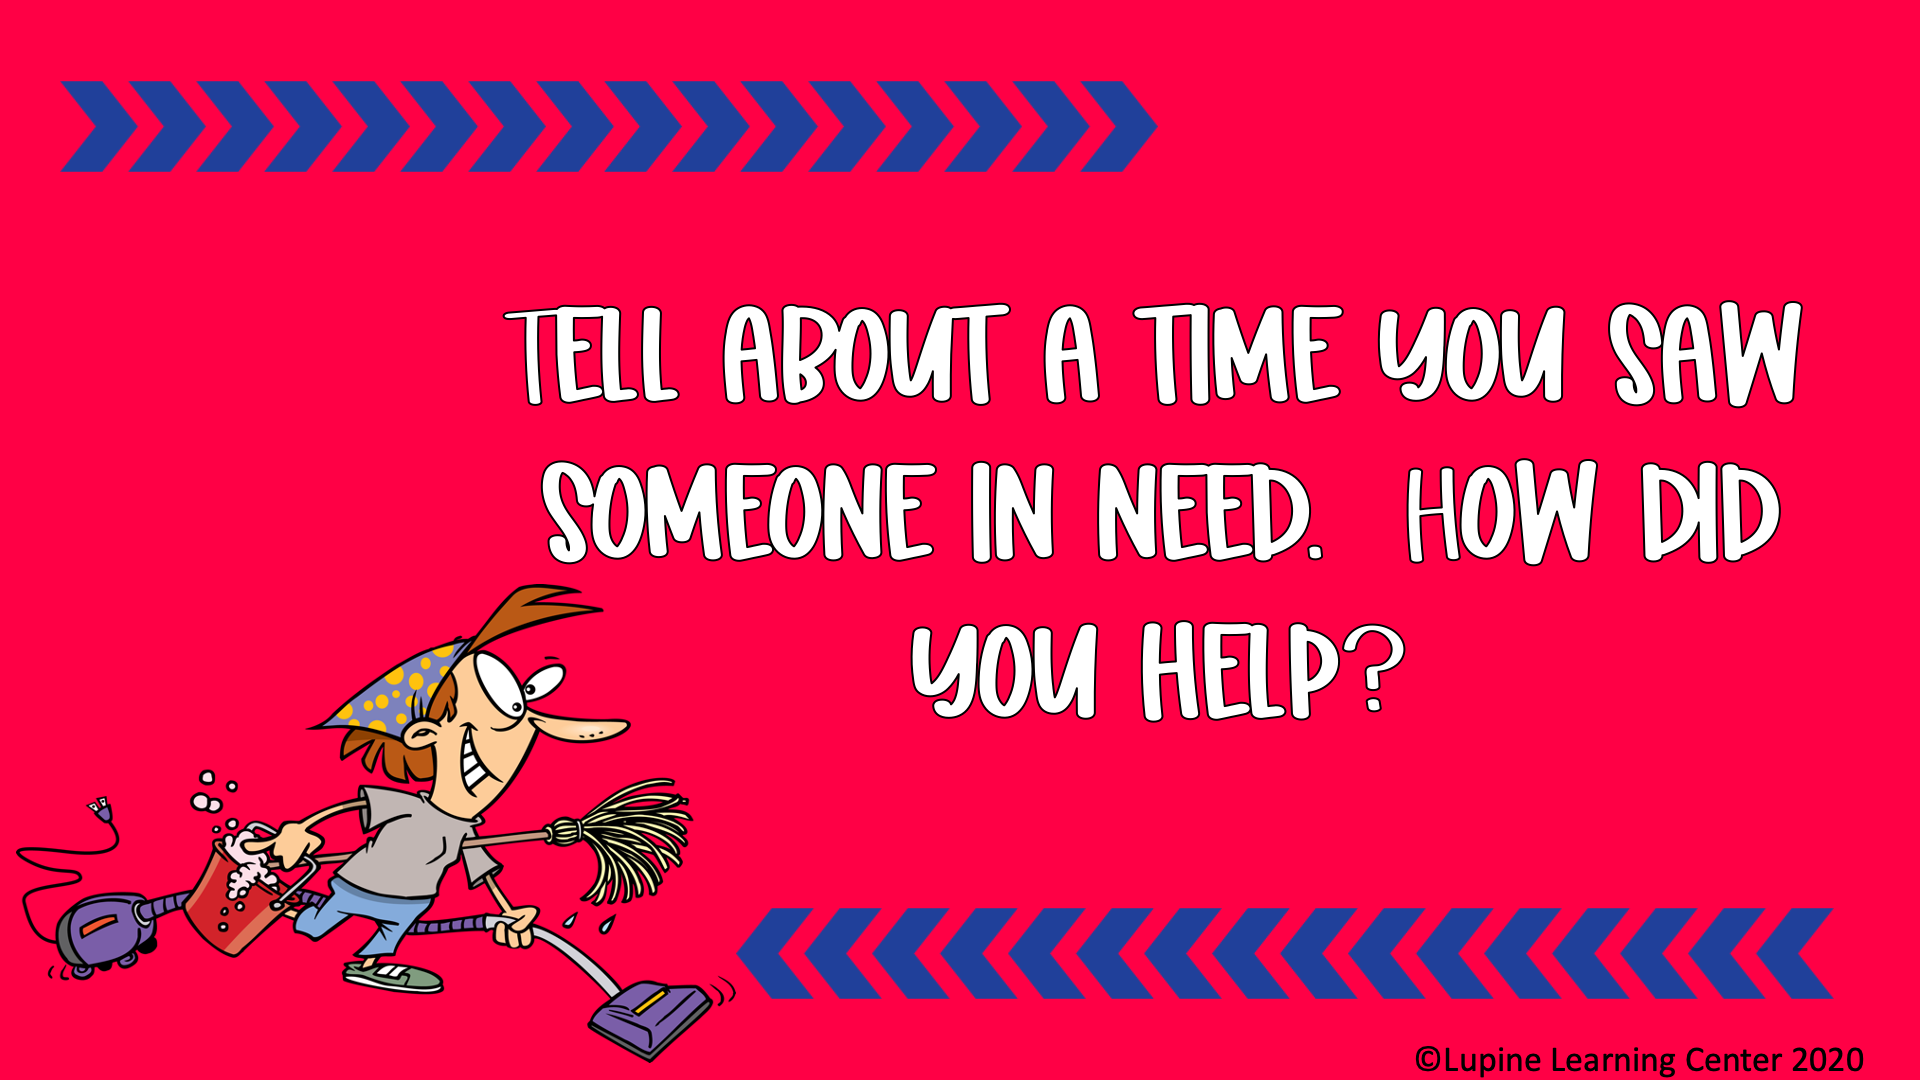 TELL ABOUT A TIME YOU SAW
SOMEONE IN NEED.  HOW DID
YOU HELP?
©Lupine Learning Center 2020